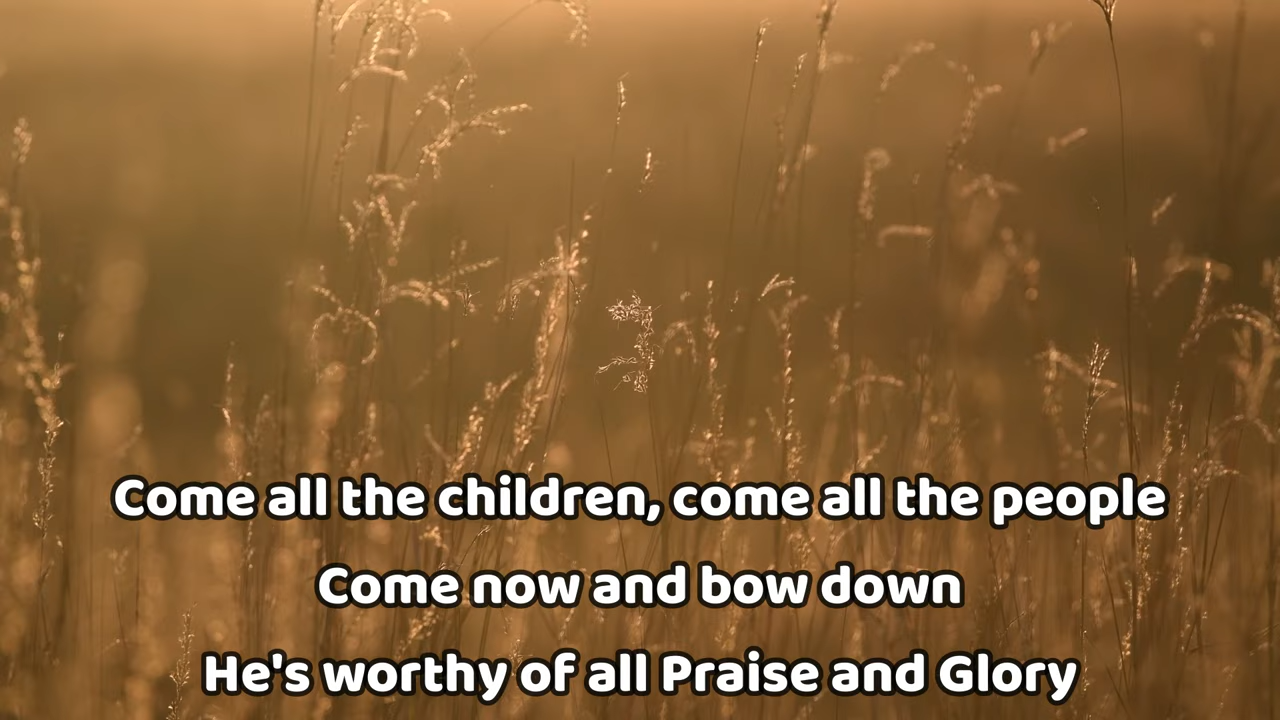 Come all the children, come all the people
Come now and bow down
He's worthy of all Praise and Glory